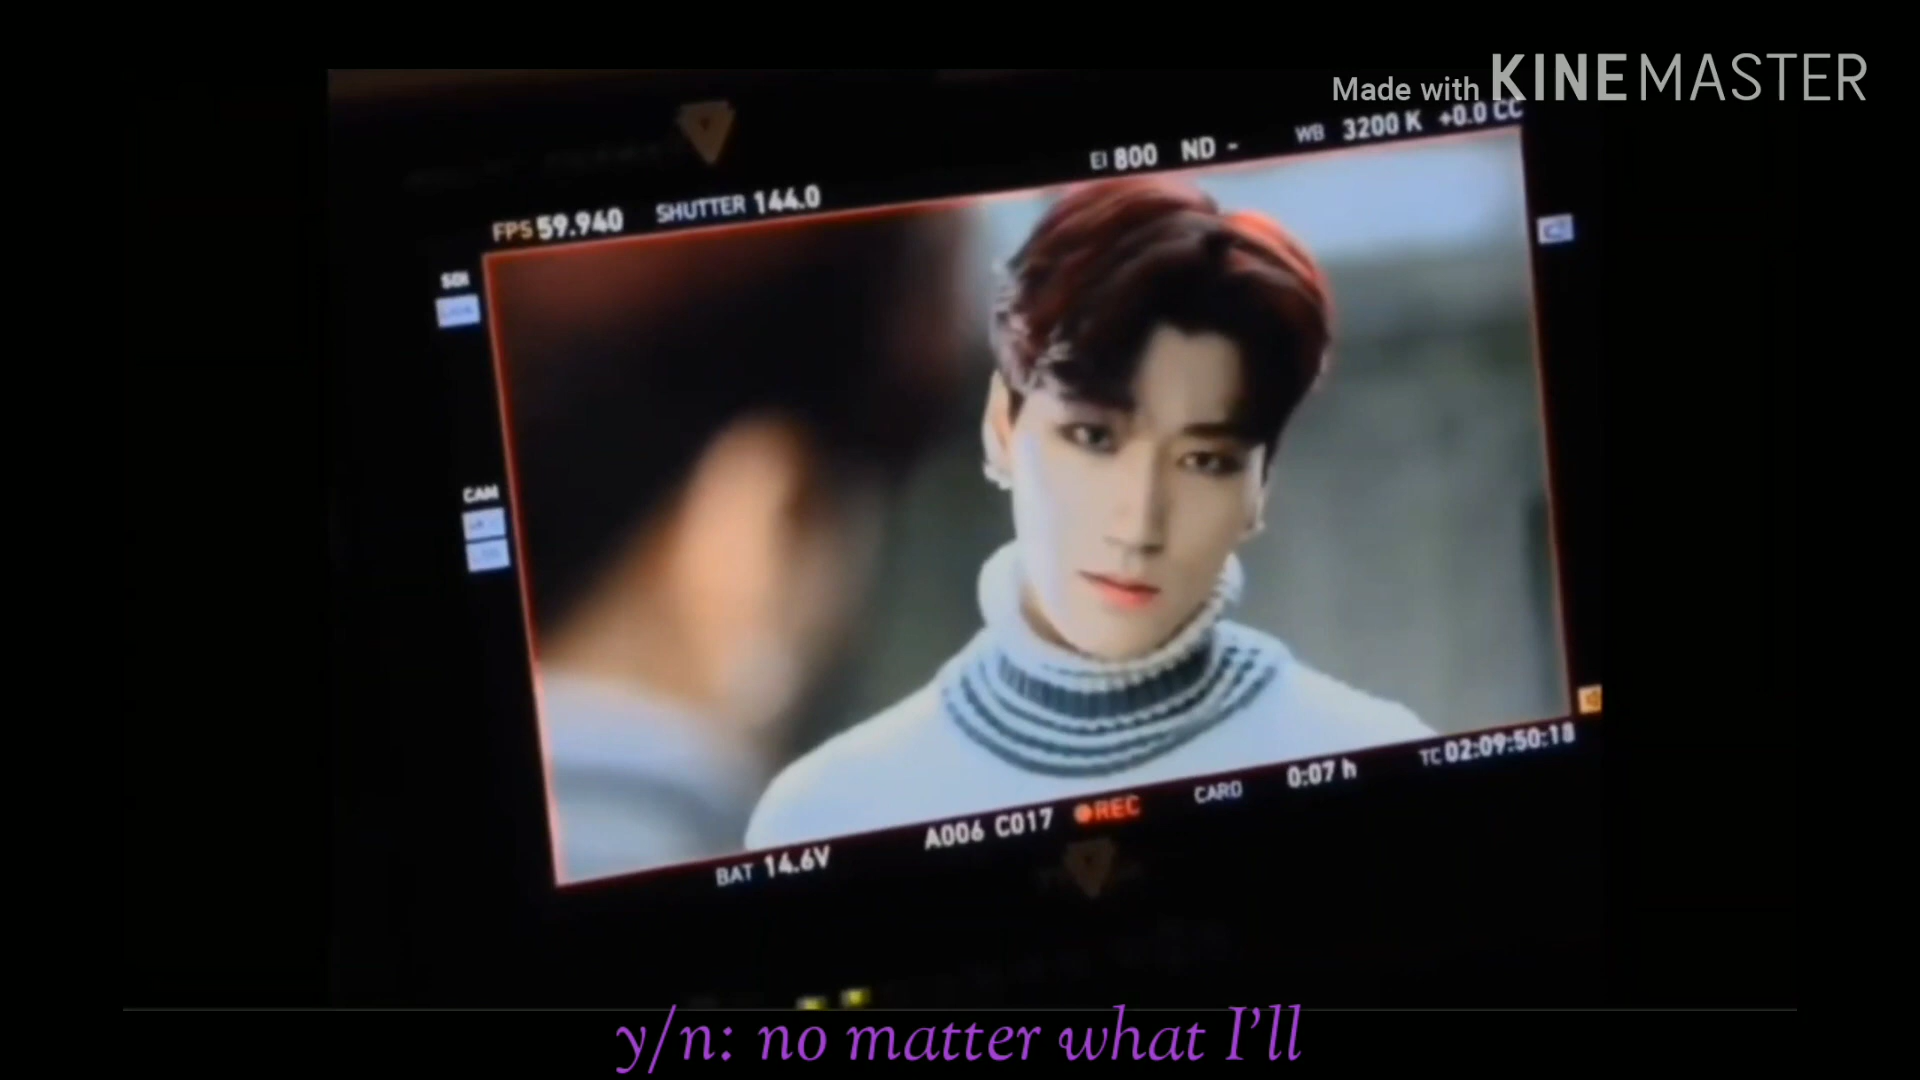 Made with KINEMASTER
EI 800 ND - WB 3200 K +0.0 CC
FPS 59.940 SHUTTER 144.0
SDI
CAM
TC 02:09:50:18
CARD 0:07 h
A006 C017 REC
BAT 14.6V
y/n: no matter what I'll